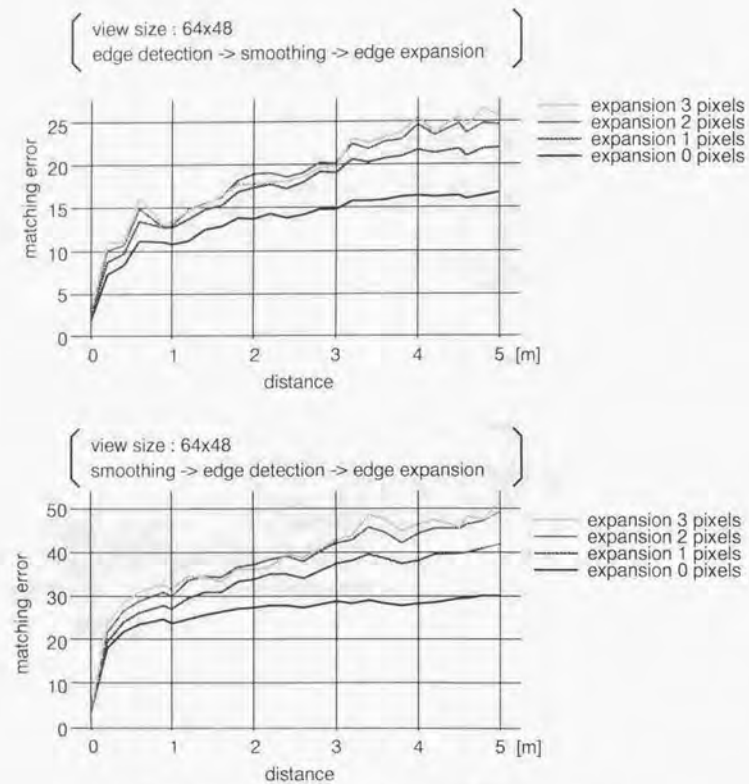 view size : 64x48
edge detection -> smoothing -> edge expansion
expansion 3 pixels
expansion 2 pixels
expansion 1 pixels
expansion 0 pixels
matching error
25
20
15
10
5
0
0 1 2 3 4 5 [m]
distance
view size : 64x48
smoothing -> edge detection -> edge expansion
expansion 3 pixels
expansion 2 pixels
expansion 1 pixels
expansion 0 pixels
matching error
50
40
30
20
10
0
0 1 2 3 4 5 [m]
distance